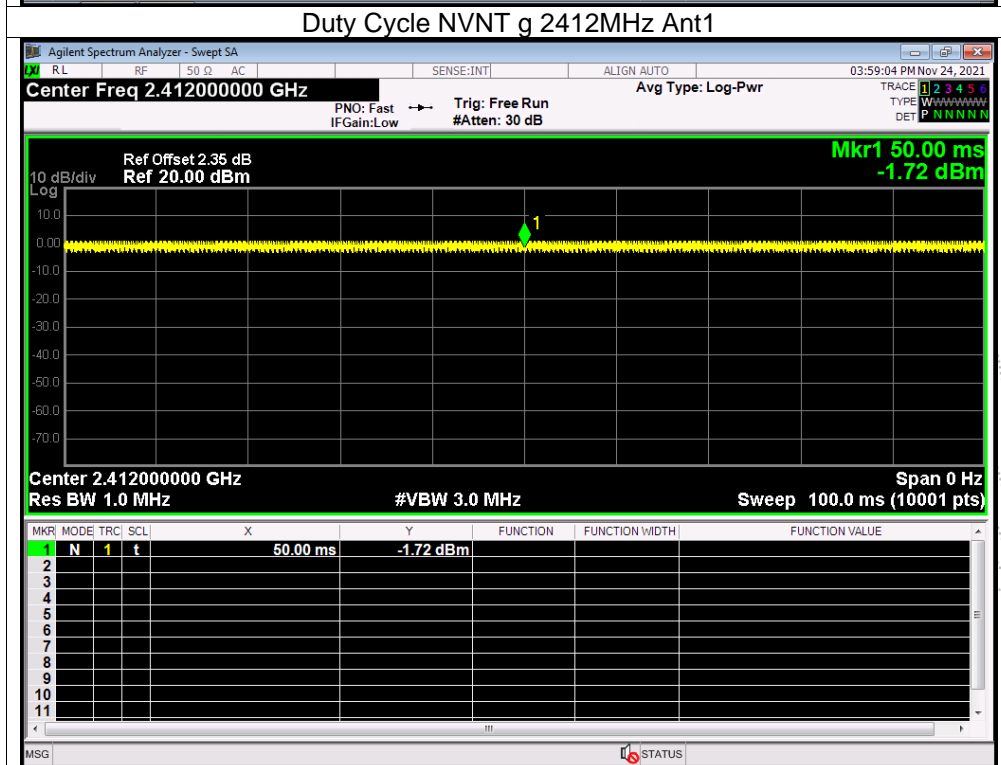 Duty Cycle NVNT g 2412MHz Ant1
Agilent Spectrum Analyzer - Swept SA
LXI RL RF 50 Ω AC SENSE:INT ALIGN AUTO 03:59:04 PM Nov 24, 2021
Center Freq 2.412000000 GHz Avg Type: Log-Pwr TRACE 1 2 3 4 5 6
PNO: Fast Trig: Free Run TYPE WWWWWWW
IFGain:Low #Atten: 30 dB DET P N N N N N
Mkr1 50.00 ms
Ref Offset 2.35 dB
10 dB/div Ref 20.00 dBm -1.72 dBm
Log
10.0
1
0.00
-10.0
-20.0
-30.0
-40.0
-50.0
-60.0
-70.0
Center 2.412000000 GHz Span 0 Hz
Res BW 1.0 MHz #VBW 3.0 MHz Sweep 100.0 ms (10001 pts)
MKR MODE TRC SCL X Y FUNCTION FUNCTION WIDTH FUNCTION VALUE
1 N 1 t 50.00 ms -1.72 dBm
2
3
4
5
6
7
8
9
10
11
MSG STATUS